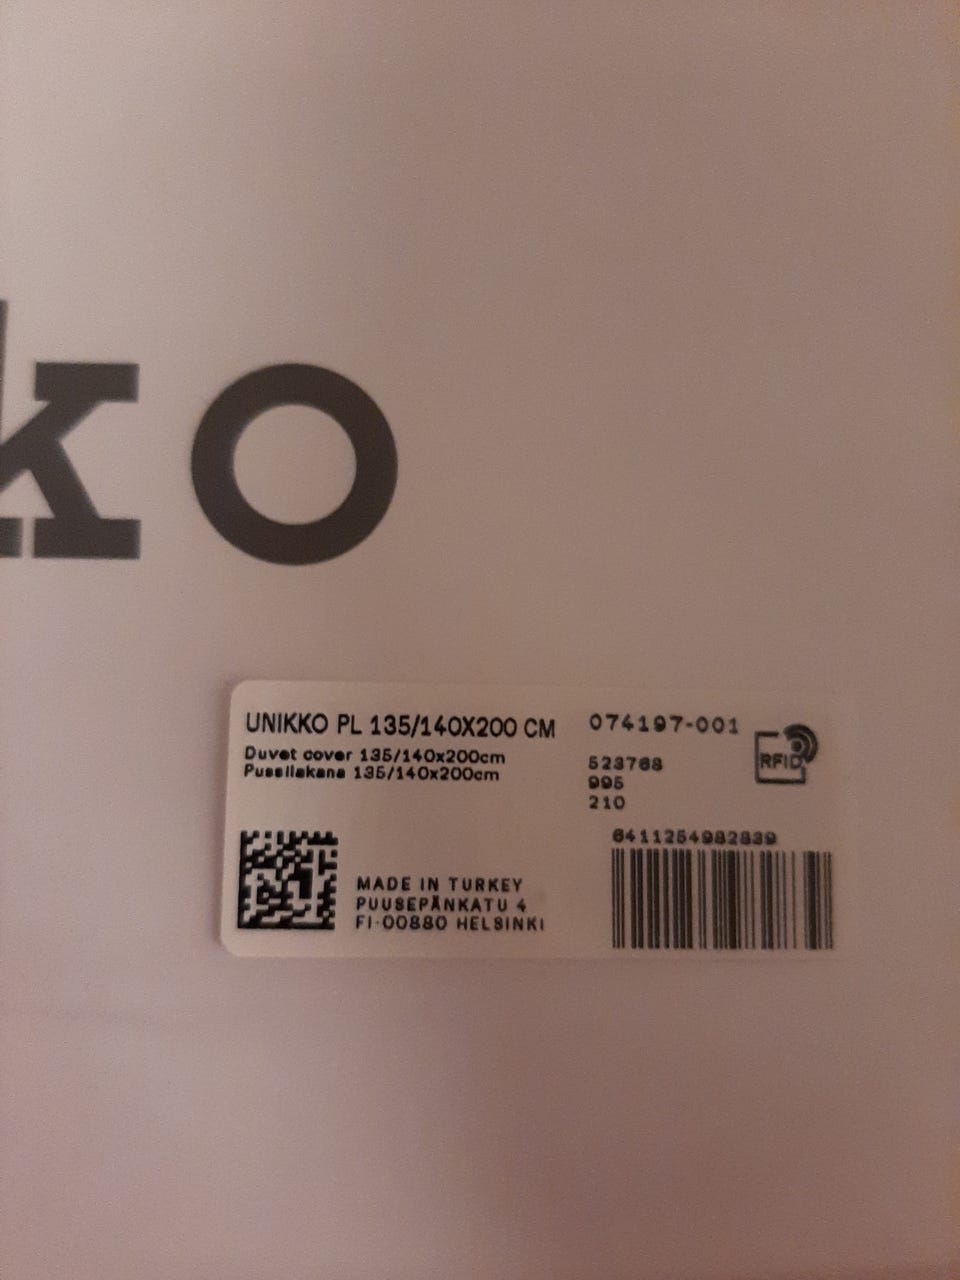 ko
UNIKKO PL 135/140X200 CM
Duvet cover 135/140x200cm
Pussilakana 135/140x200cm
074197-001
523768
995
210
RFID
6411254982839
MADE IN TURKEY
PUUSEPÄNKATU 4
FI-00880 HELSINKI